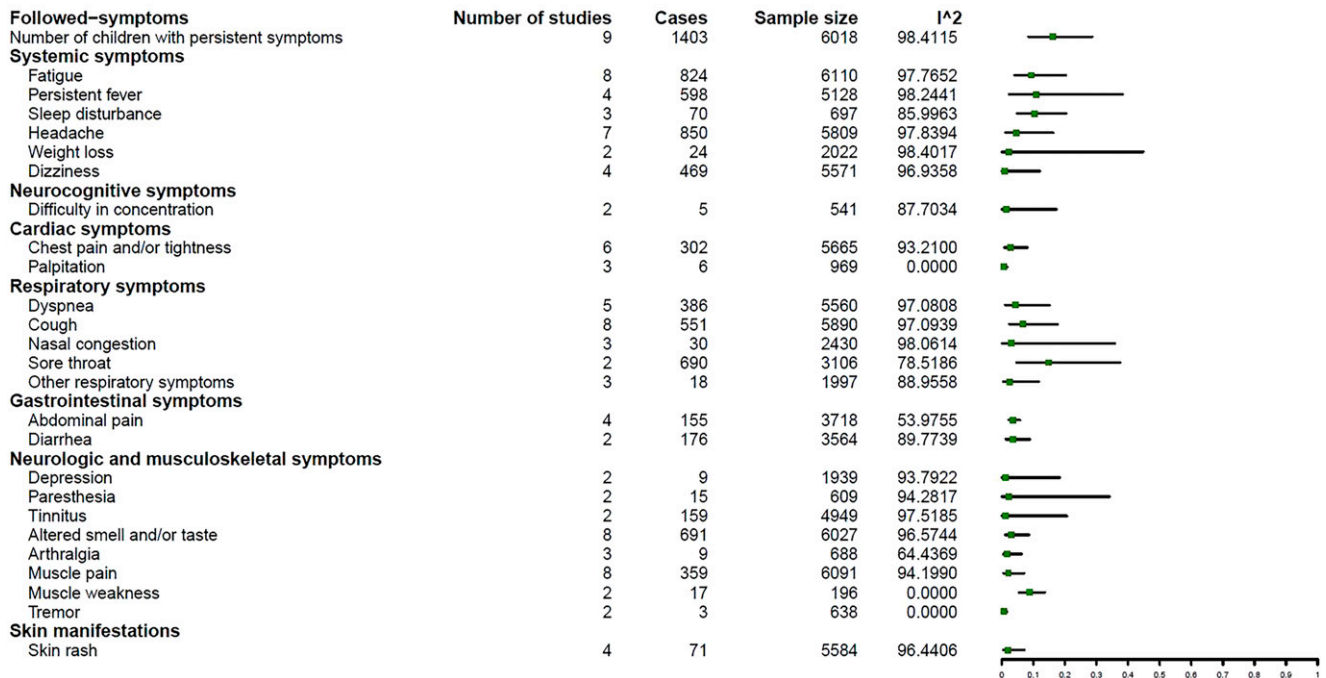 Followed-symptoms Number of studies Cases Sample size I^2
Number of children with persistent symptoms 9 1403 6018 98.4115
Systemic symptoms
Fatigue 8 824 6110 97.7652
Persistent fever 4 598 5128 98.2441
Sleep disturbance 3 70 697 85.9963
Headache 7 850 5809 97.8394
Weight loss 2 24 2022 98.4017
Dizziness 4 469 5571 96.9358
Neurocognitive symptoms
Difficulty in concentration 2 5 541 87.7034
Cardiac symptoms
Chest pain and/or tightness 6 302 5665 93.2100
Palpitation 3 6 969 0.0000
Respiratory symptoms
Dyspnea 5 386 5560 97.0808
Cough 8 551 5890 97.0939
Nasal congestion 3 30 2430 98.0614
Sore throat 2 690 3106 78.5186
Other respiratory symptoms 3 18 1997 88.9558
Gastrointestinal symptoms
Abdominal pain 4 155 3718 53.9755
Diarrhea 2 176 3564 89.7739
Neurologic and musculoskeletal symptoms
Depression 2 9 1939 93.7922
Paresthesia 2 15 609 94.2817
Tinnitus 2 159 4949 97.5185
Altered smell and/or taste 8 691 6027 96.5744
Arthralgia 3 9 688 64.4369
Muscle pain 8 359 6091 94.1990
Muscle weakness 2 17 196 0.0000
Tremor 2 3 638 0.0000
Skin manifestations
Skin rash 4 71 5584 96.4406
0 0.1 0.2 0.3 0.4 0.5 0.6 0.7 0.8 0.9 1